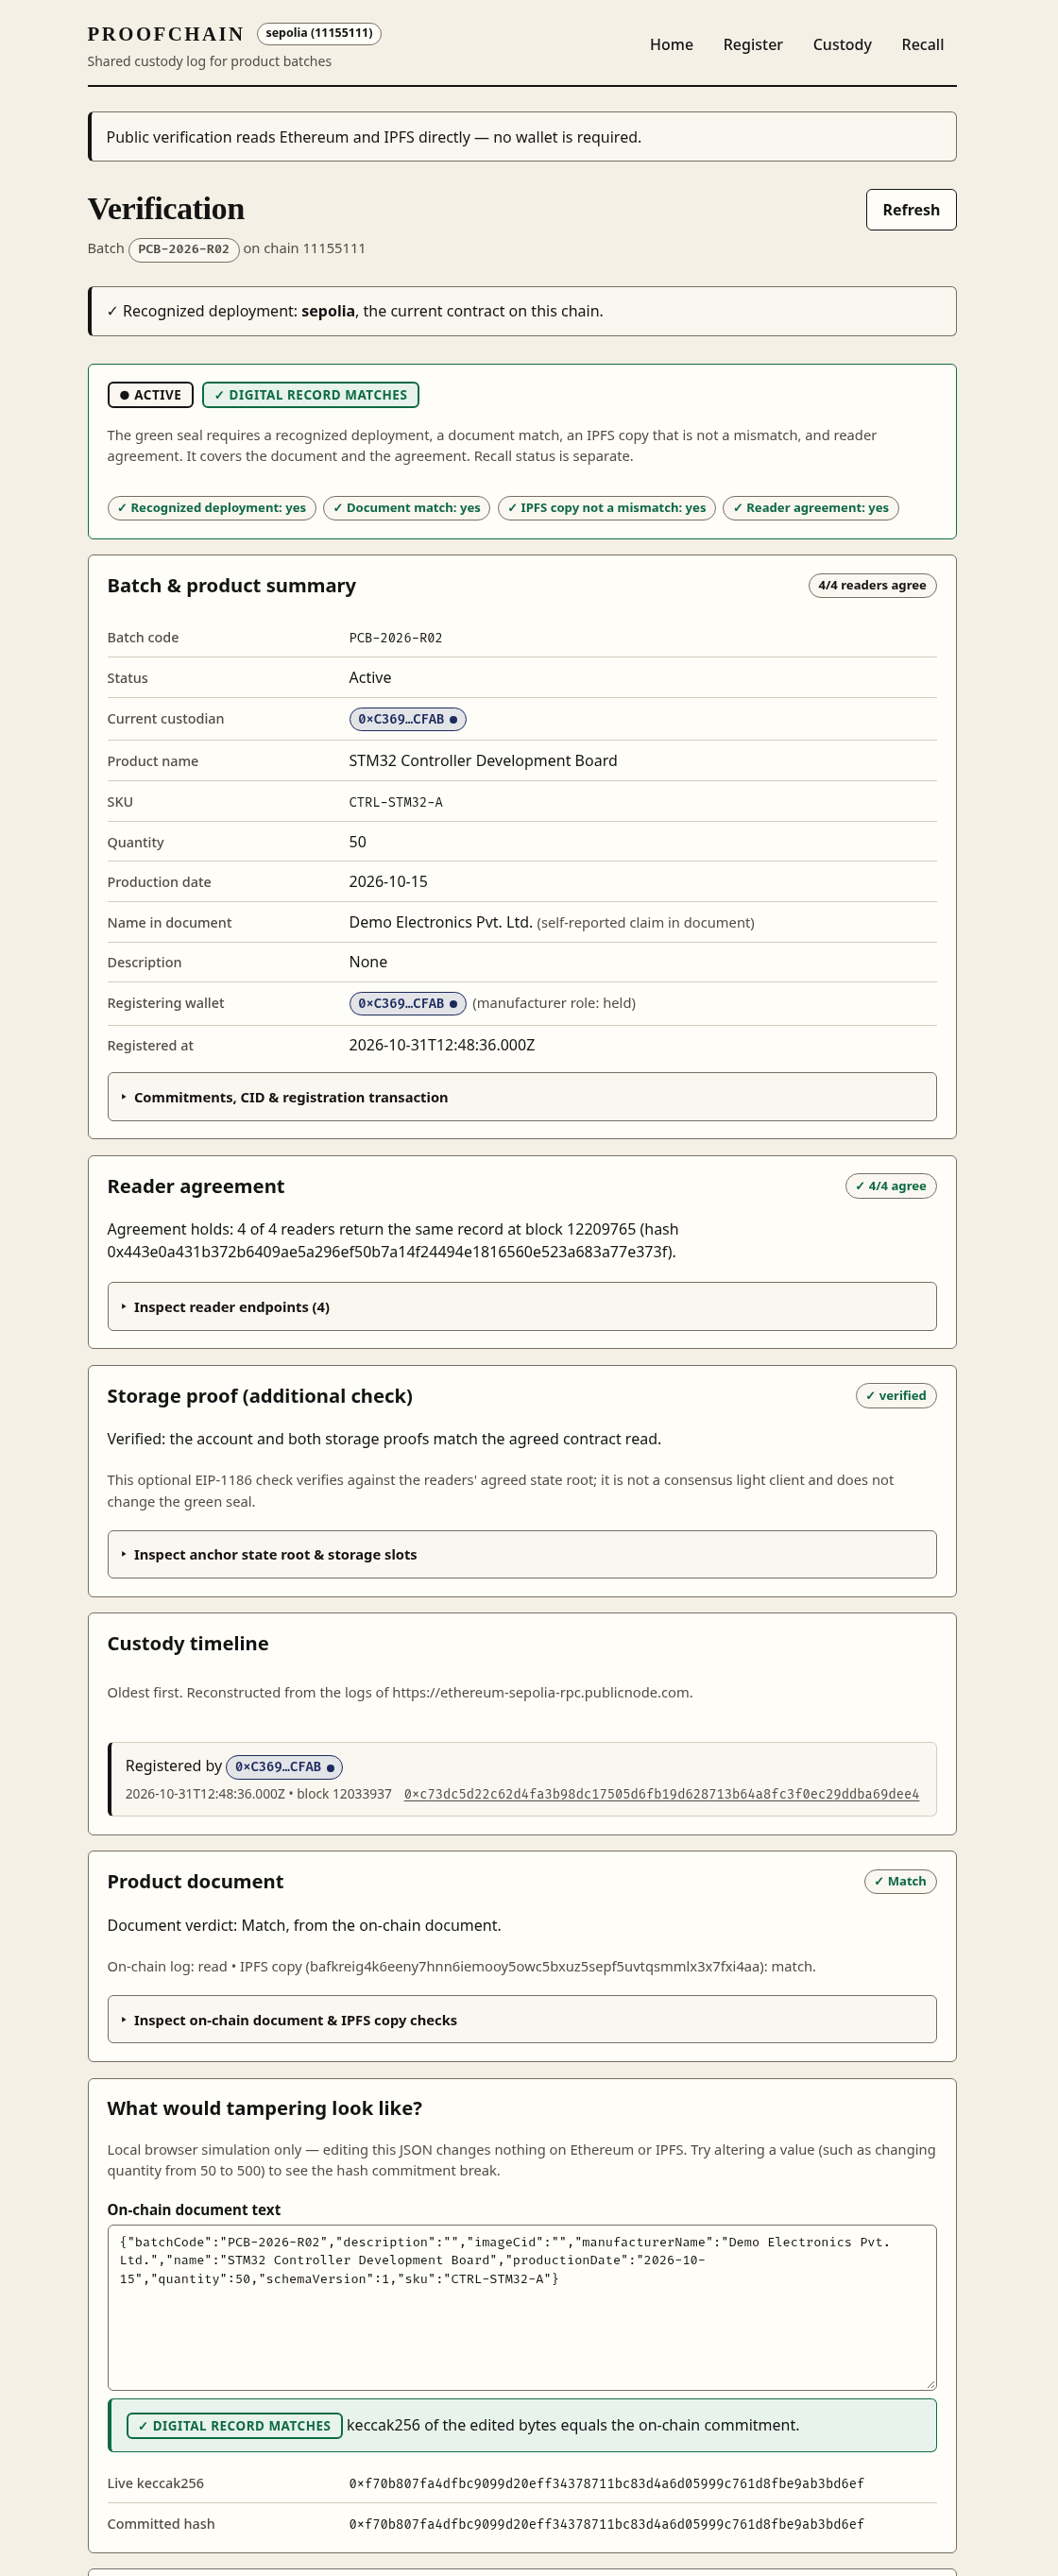 PROOFCHAIN sepolia (11155111)
Shared custody log for product batches
Home Register Custody Recall
Public verification reads Ethereum and IPFS directly — no wallet is required.
Verification
Refresh
Batch PCB-2026-R02 on chain 11155111
✓ Recognized deployment: sepolia, the current contract on this chain.
● ACTIVE ✓ DIGITAL RECORD MATCHES
The green seal requires a recognized deployment, a document match, an IPFS copy that is not a mismatch, and reader
agreement. It covers the document and the agreement. Recall status is separate.
✓ Recognized deployment: yes ✓ Document match: yes ✓ IPFS copy not a mismatch: yes ✓ Reader agreement: yes
Batch & product summary 4/4 readers agree
Batch code PCB-2026-R02
Status Active
Current custodian 0×C369…CFAB ●
Product name STM32 Controller Development Board
SKU CTRL-STM32-A
Quantity 50
Production date 2026-10-15
Name in document Demo Electronics Pvt. Ltd. (self-reported claim in document)
Description None
Registering wallet 0×C369…CFAB ● (manufacturer role: held)
Registered at 2026-10-31T12:48:36.000Z
‣ Commitments, CID & registration transaction
Reader agreement ✓ 4/4 agree
Agreement holds: 4 of 4 readers return the same record at block 12209765 (hash
0x443e0a431b372b6409ae5a296ef50b7a14f24494e1816560e523a683a77e373f).
‣ Inspect reader endpoints (4)
Storage proof (additional check) ✓ verified
Verified: the account and both storage proofs match the agreed contract read.
This optional EIP-1186 check verifies against the readers' agreed state root; it is not a consensus light client and does not
change the green seal.
‣ Inspect anchor state root & storage slots
Custody timeline
Oldest first. Reconstructed from the logs of https://ethereum-sepolia-rpc.publicnode.com.
Registered by 0×C369…CFAB ●
2026-10-31T12:48:36.000Z • block 12033937 0×c73dc5d22c62d4fa3b98dc17505d6fb19d628713b64a8fc3f0ec29ddba69dee4
Product document ✓ Match
Document verdict: Match, from the on-chain document.
On-chain log: read • IPFS copy (bafkreig4k6eeny7hnn6iemooy5owc5bxuz5sepf5uvtqsmmlx3x7fxi4aa): match.
‣ Inspect on-chain document & IPFS copy checks
What would tampering look like?
Local browser simulation only — editing this JSON changes nothing on Ethereum or IPFS. Try altering a value (such as changing
quantity from 50 to 500) to see the hash commitment break.
On-chain document text
{"batchCode":"PCB-2026-R02","description":"","imageCid":"","manufacturerName":"Demo Electronics Pvt.
Ltd.","name":"STM32 Controller Development Board","productionDate":"2026-10-
15","quantity":50,"schemaVersion":1,"sku":"CTRL-STM32-A"}
✓ DIGITAL RECORD MATCHES keccak256 of the edited bytes equals the on-chain commitment.
Live keccak256 0×f70b807fa4dfbc9099d20eff34378711bc83d4a6d05999c761d8fbe9ab3bd6ef
Committed hash 0×f70b807fa4dfbc9099d20eff34378711bc83d4a6d05999c761d8fbe9ab3bd6ef